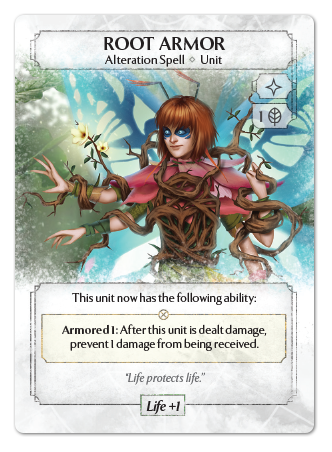 ROOT ARMOR
Alteration Spell ◇ Unit
1
This unit now has the following ability:
Armored 1: After this unit is dealt damage,
prevent 1 damage from being received.
"Life protects life."
Life +1